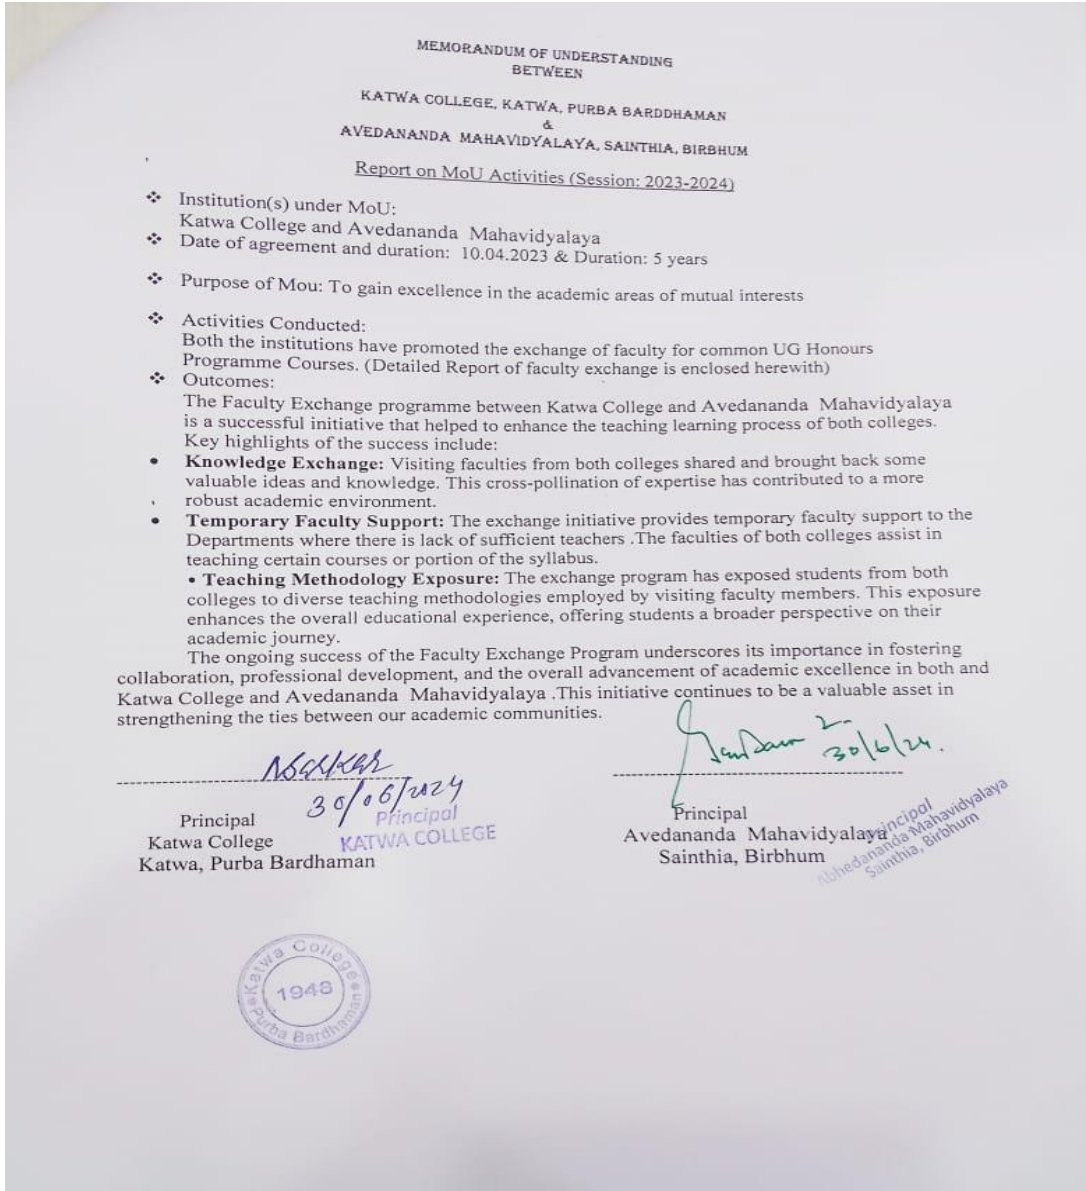 MEMORANDUM OF UNDERSTANDING
BETWEEN
KATWA COLLEGE, KATWA, PURBA BARDDHAMAN
&
AVEDANANDA MAHAVIDYALAYA, SAINTHIA, BIRBHUM
Report on MoU Activities (Session: 2023-2024)
❖ Institution(s) under MoU:
Katwa College and Avedananda Mahavidyalaya
❖ Date of agreement and duration: 10.04.2023 & Duration: 5 years
❖ Purpose of Mou: To gain excellence in the academic areas of mutual interests
❖ Activities Conducted:
Both the institutions have promoted the exchange of faculty for common UG Honours
Programme Courses. (Detailed Report of faculty exchange is enclosed herewith)
❖ Outcomes:
The Faculty Exchange programme between Katwa College and Avedananda Mahavidyalaya
is a successful initiative that helped to enhance the teaching learning process of both colleges.
Key highlights of the success include:
• Knowledge Exchange: Visiting faculties from both colleges shared and brought back some
valuable ideas and knowledge. This cross-pollination of expertise has contributed to a more
robust academic environment.
• Temporary Faculty Support: The exchange initiative provides temporary faculty support to the
Departments where there is lack of sufficient teachers .The faculties of both colleges assist in
teaching certain courses or portion of the syllabus.
• Teaching Methodology Exposure: The exchange program has exposed students from both
colleges to diverse teaching methodologies employed by visiting faculty members. This exposure
enhances the overall educational experience, offering students a broader perspective on their
academic journey.
The ongoing success of the Faculty Exchange Program underscores its importance in fostering
collaboration, professional development, and the overall advancement of academic excellence in both and
Katwa College and Avedananda Mahavidyalaya .This initiative continues to be a valuable asset in
strengthening the ties between our academic communities.
30/06/2024
Principal
KATWA COLLEGE
Principal
Katwa College
Katwa, Purba Bardhaman
30/6/24.
Principal
Avedananda Mahavidyalaya
Sainthia, Birbhum
Principal
Abhedananda Mahavidyalaya
Sainthia, Birbhum
Katwa College
1948
Purba Bardhaman